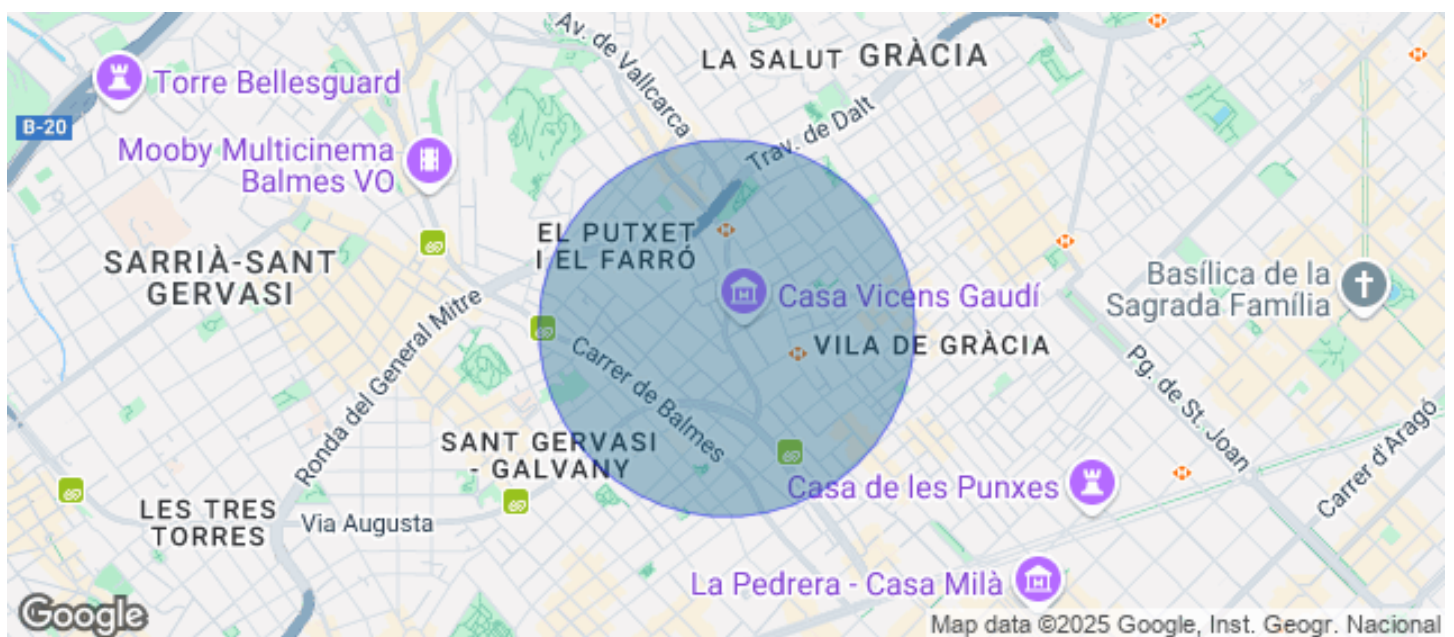 Av. de Vallcarca
LA SALUT
GRÀCIA
Torre Bellesguard
B-20
Trav. de Dalt
Mooby Multicinema
Balmes VO
EL PUTXET
I EL FARRÓ
SARRIÀ-SANT
GERVASI
Casa Vicens Gaudí
Basílica de la
Sagrada Família
Ronda del General Mitre
Carrer de Balmes
VILA DE GRÀCIA
Pg. de St. Joan
Carrer d'Aragó
SANT GERVASI
- GALVANY
Casa de les Punxes
LES TRES
TORRES
Via Augusta
La Pedrera - Casa Milà
Google
Map data ©2025 Google, Inst. Geogr. Nacional